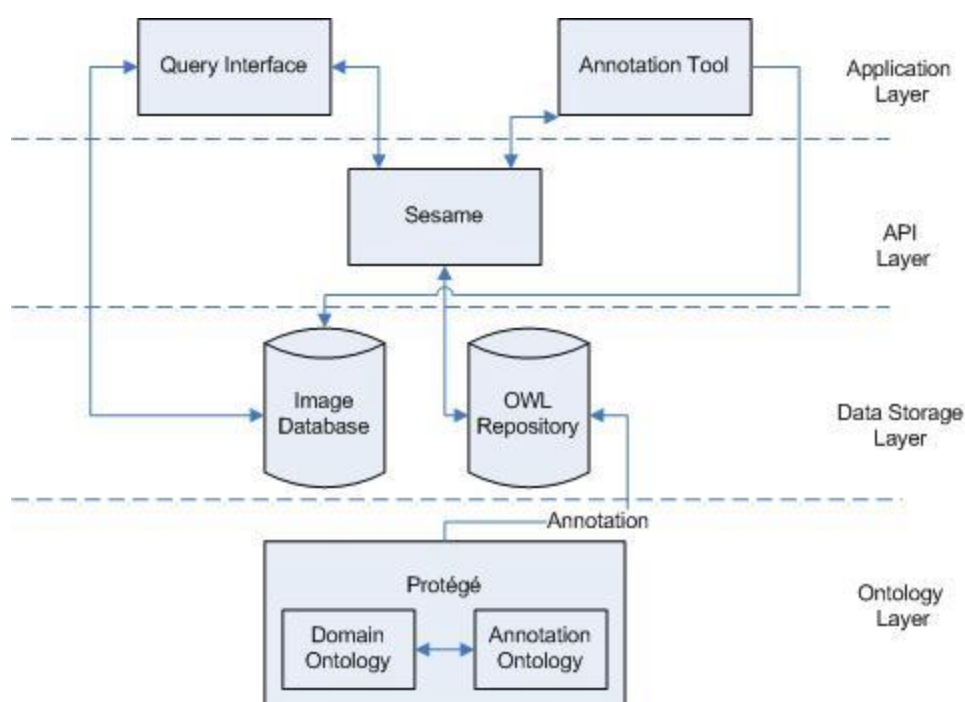 Query Interface
Annotation Tool
Application
Layer
Sesame
API
Layer
Image
Database
OWL
Repository
Data Storage
Layer
Annotation
Protégé
Domain
Ontology
Annotation
Ontology
Ontology
Layer